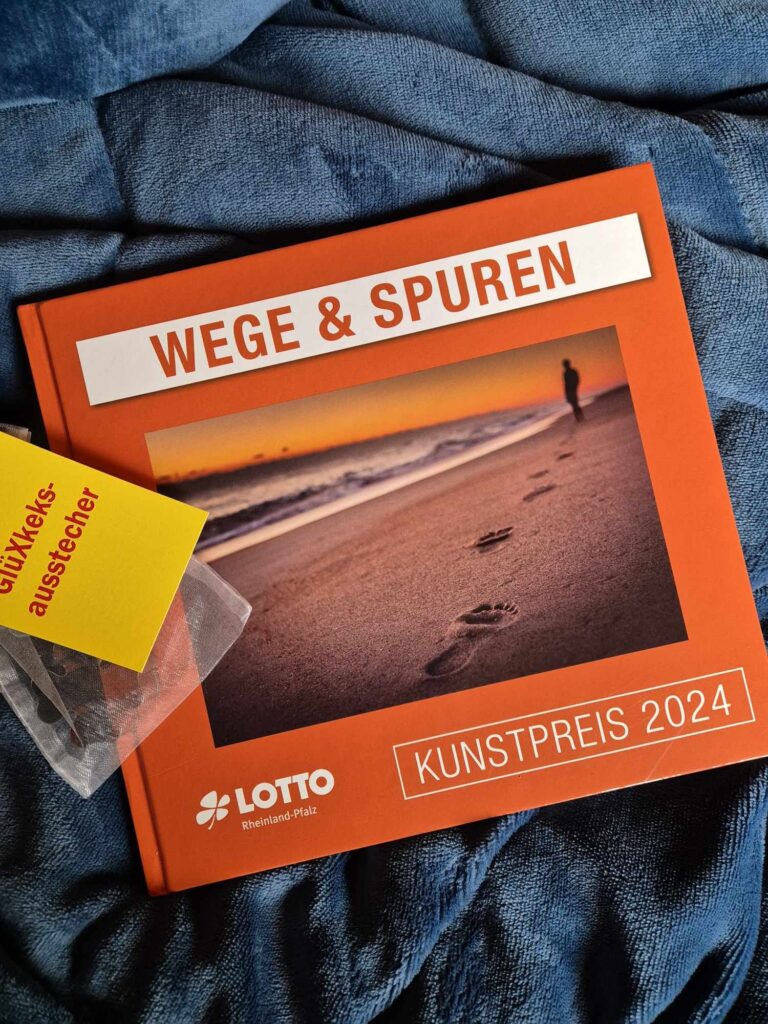 WEGE & SPUREN
GlüXkeks-
ausstecher
KUNSTPREIS 2024
LOTTO
Rheinland-Pfalz